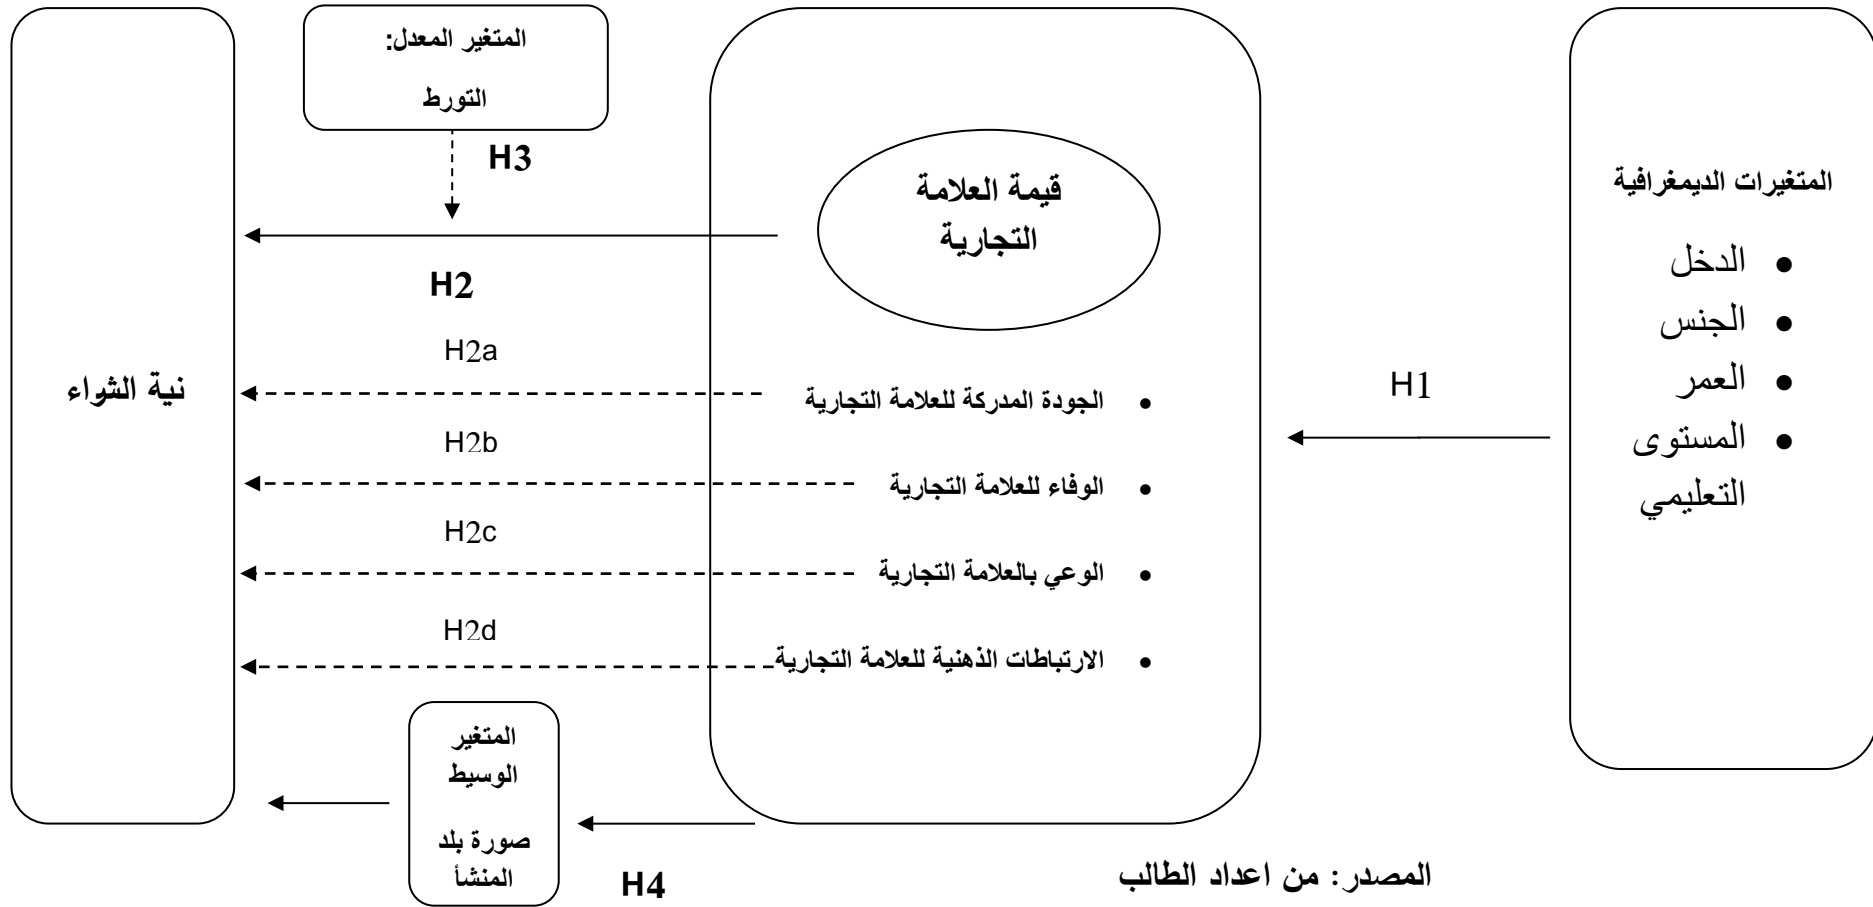 المتغيرات الديمغرافية
• الدخل
• الجنس
• العمر
• المستوى
التعليمي
H1
قيمة العلامة
التجارية
• الجودة المدركة للعلامة التجارية
• الوفاء للعلامة التجارية
• الوعي بالعلامة التجارية
• الارتباطات الذهنية للعلامة التجارية
المتغير المعدل:
التورط
H3
H2
H2a
H2b
H2c
H2d
المتغير
الوسيط
صورة بلد
المنشأ
H4
نية الشراء
المصدر: من اعداد الطالب